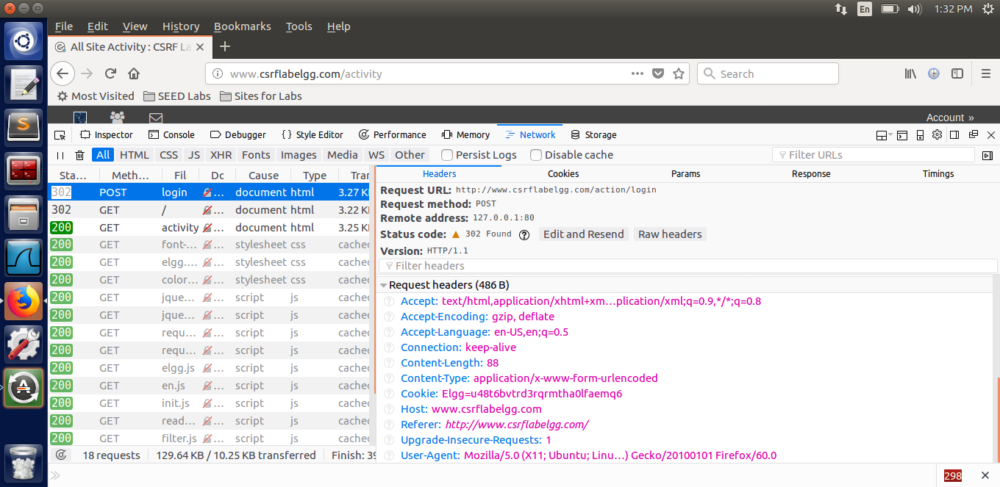 En 1:32 PM
File Edit View History Bookmarks Tools Help
All Site Activity : CSRF La
www.csrflabelgg.com/activity Search
Most Visited SEED Labs Sites for Labs
Account »
Inspector Console Debugger { } Style Editor Performance Memory Network Storage
All HTML CSS JS XHR Fonts Images Media WS Other Persist Logs Disable cache Filter URLs
Sta… Meth… Fil Dc Cause Type Tran
302 POST login … document html 3.27 K
302 GET / … document html 3.22 K
200 GET activity … document html 3.25 K
200 GET font-… … stylesheet css cached
200 GET elgg.… … stylesheet css cached
200 GET color… … stylesheet css cached
200 GET jque… … script js cached
200 GET jque… … script js cached
200 GET requ… … script js cached
200 GET requ… … script js cached
200 GET elgg.js … script js cached
200 GET en.js … script js cached
200 GET init.js … script js cached
200 GET read… … script js cached
200 GET filter.js … script js cached
18 requests 129.64 KB / 10.25 KB transferred Finish: 39
Headers Cookies Params Response Timings
Request URL: http://www.csrflabelgg.com/action/login
Request method: POST
Remote address: 127.0.0.1:80
Status code: 302 Found Edit and Resend Raw headers
Version: HTTP/1.1
Filter headers
Request headers (486 B)
Accept: text/html,application/xhtml+xm…plication/xml;q=0.9,*/*;q=0.8
Accept-Encoding: gzip, deflate
Accept-Language: en-US,en;q=0.5
Connection: keep-alive
Content-Length: 88
Content-Type: application/x-www-form-urlencoded
Cookie: Elgg=u48t6bvtrd3rqrmtha0lfaemq6
Host: www.csrflabelgg.com
Referer: http://www.csrflabelgg.com/
Upgrade-Insecure-Requests: 1
User-Agent: Mozilla/5.0 (X11; Ubuntu; Linu…) Gecko/20100101 Firefox/60.0
298